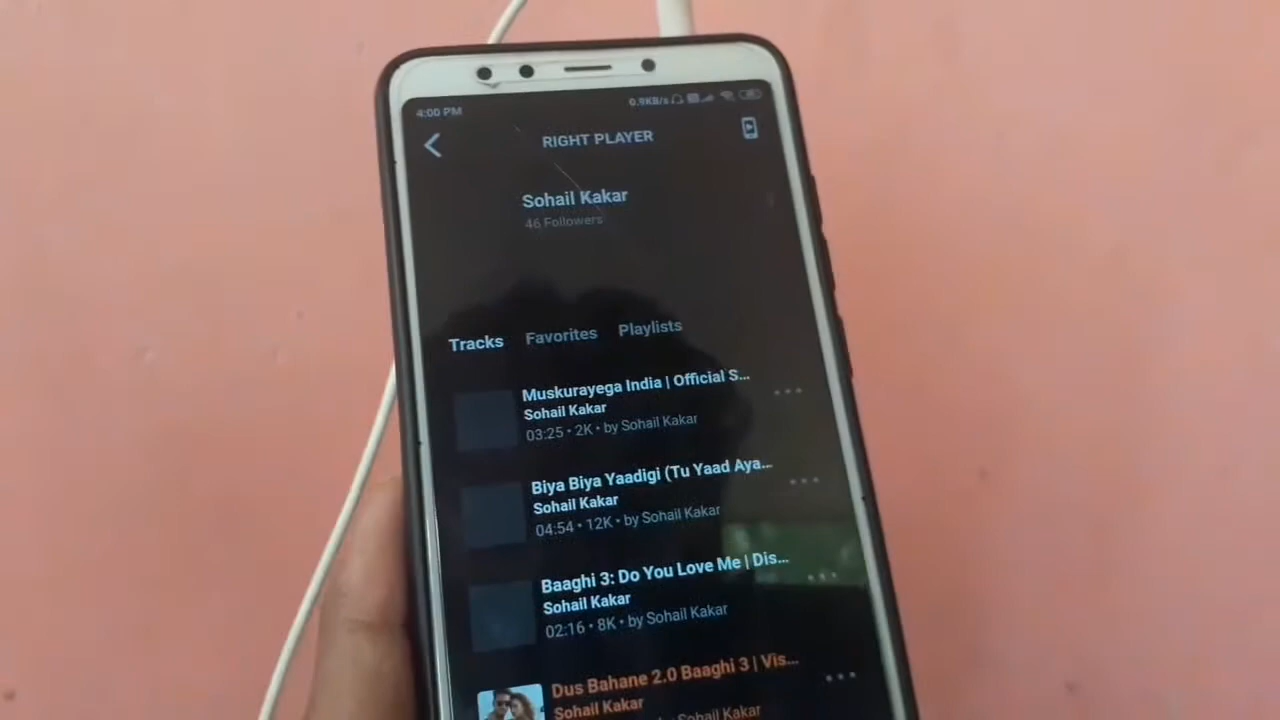 4:00 PM
0.9KB/s
RIGHT PLAYER
Sohail Kakar
46 Followers
Tracks Favorites Playlists
Muskurayega India | Official S...
Sohail Kakar
03:25 • 2K • by Sohail Kakar
Biya Biya Yaadigi (Tu Yaad Aya...
Sohail Kakar
04:54 • 12K • by Sohail Kakar
Baaghi 3: Do You Love Me | Dis...
Sohail Kakar
02:16 • 8K • by Sohail Kakar
Dus Bahane 2.0 Baaghi 3 | Vis...
Sohail Kakar
by Sohail Kakar